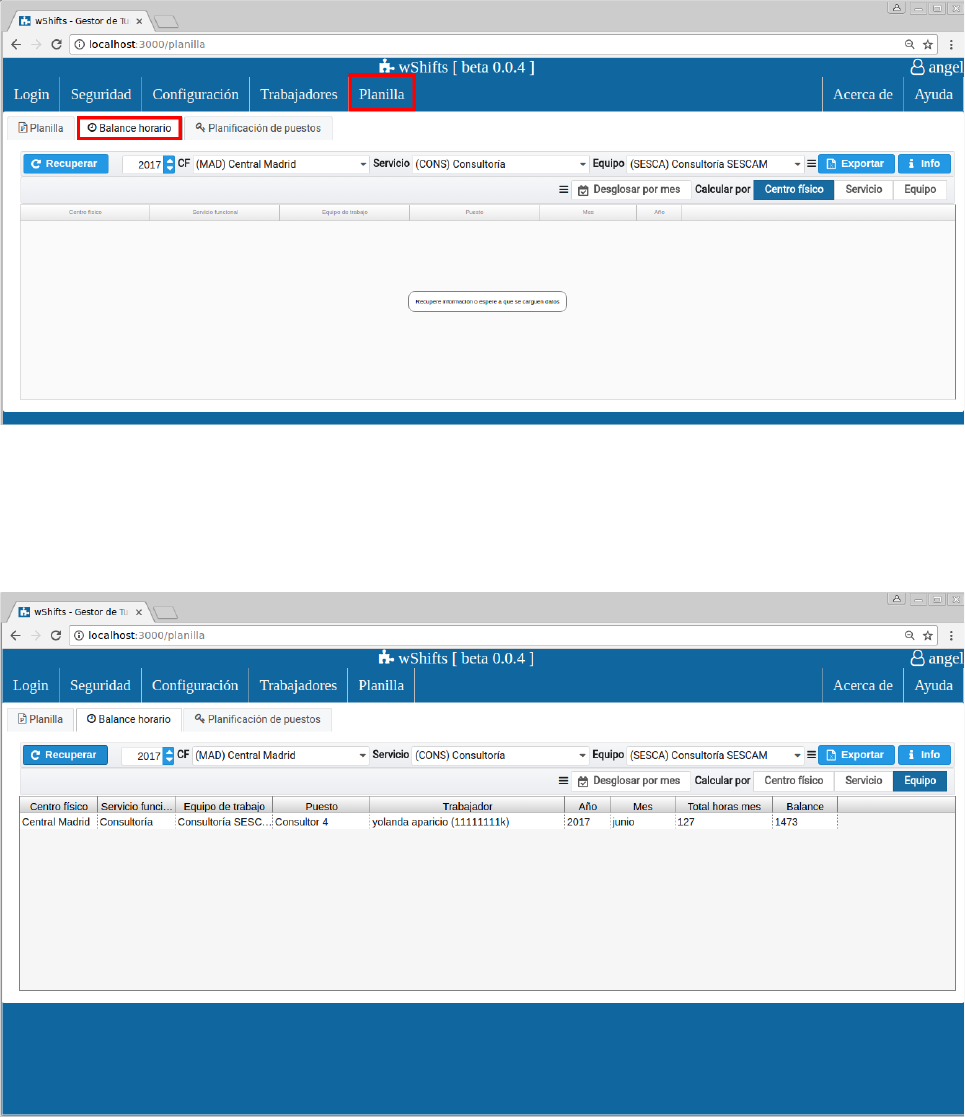 wShifts - Gestor de Tu
localhost:3000/planilla
wShifts [ beta 0.0.4 ] angel
Login Seguridad Configuración Trabajadores Planilla Acerca de Ayuda
Planilla Balance horario Planificación de puestos
Recuperar 2017 CF (MAD) Central Madrid Servicio (CONS) Consultoría Equipo (SESCA) Consultoría SESCAM Exportar Info
Desglosar por mes Calcular por Centro físico Servicio Equipo
Centro físico Servicio funcional Equipo de trabajo Puesto Mes Año
Recupere información o espere a que se carguen datos
wShifts - Gestor de Tu
localhost:3000/planilla
wShifts [ beta 0.0.4 ] angel
Login Seguridad Configuración Trabajadores Planilla Acerca de Ayuda
Planilla Balance horario Planificación de puestos
Recuperar 2017 CF (MAD) Central Madrid Servicio (CONS) Consultoría Equipo (SESCA) Consultoría SESCAM Exportar Info
Desglosar por mes Calcular por Centro físico Servicio Equipo
Centro físico Servicio funci... Equipo de trabajo Puesto Trabajador Año Mes Total horas mes Balance
Central Madrid Consultoría Consultoría SESC... Consultor 4 yolanda aparicio (11111111k) 2017 junio 127 1473